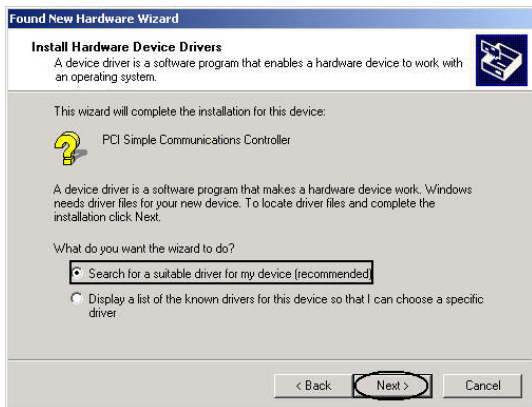 Found New Hardware Wizard
Install Hardware Device Drivers
A device driver is a software program that enables a hardware device to work with
an operating system.
This wizard will complete the installation for this device:
PCI Simple Communications Controller
A device driver is a software program that makes a hardware device work. Windows
needs driver files for your new device. To locate driver files and complete the
installation click Next.
What do you want the wizard to do?
Search for a suitable driver for my device (recommended)
Display a list of the known drivers for this device so that I can choose a specific
driver
< Back Next > Cancel